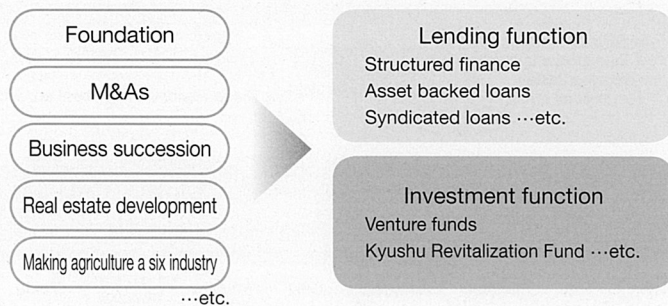 Foundation
M&As
Business succession
Real estate development
Making agriculture a six industry
…etc.
Lending function
Structured finance
Asset backed loans
Syndicated loans …etc.
Investment function
Venture funds
Kyushu Revitalization Fund …etc.